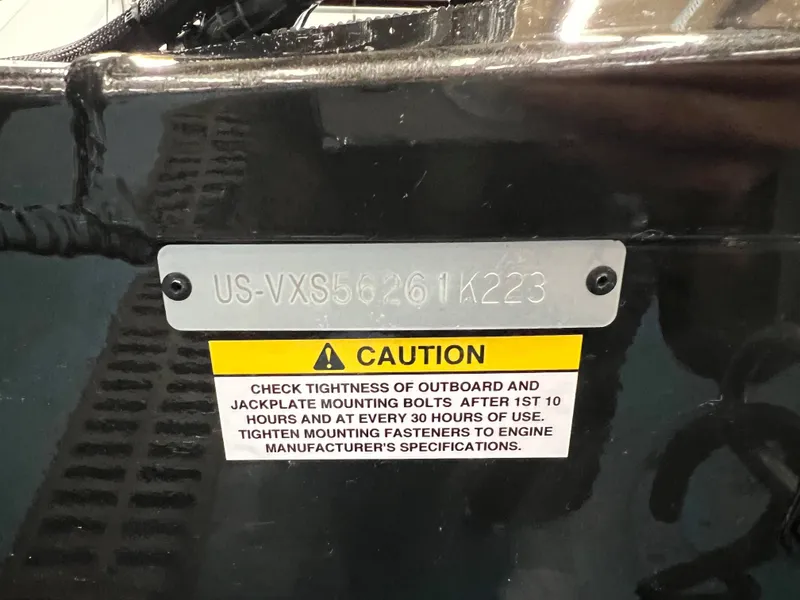 US-VXS56261K223
CAUTION
CHECK TIGHTNESS OF OUTBOARD AND
JACKPLATE MOUNTING BOLTS AFTER 1ST 10
HOURS AND AT EVERY 30 HOURS OF USE.
TIGHTEN MOUNTING FASTENERS TO ENGINE
MANUFACTURER'S SPECIFICATIONS.